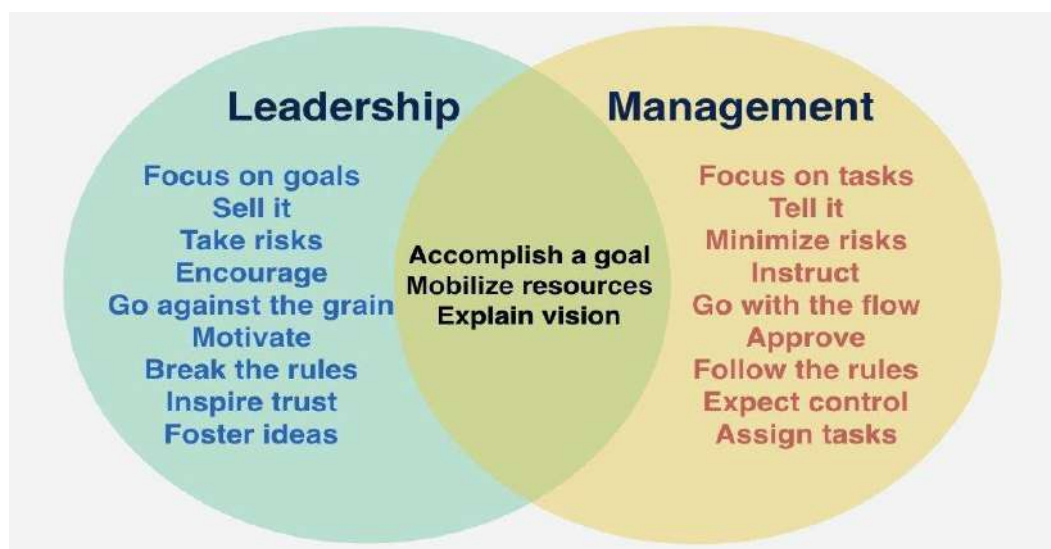 Leadership
Focus on goals
Sell it
Take risks
Encourage
Go against the grain
Motivate
Break the rules
Inspire trust
Foster ideas
Accomplish a goal
Mobilize resources
Explain vision
Management
Focus on tasks
Tell it
Minimize risks
Instruct
Go with the flow
Approve
Follow the rules
Expect control
Assign tasks